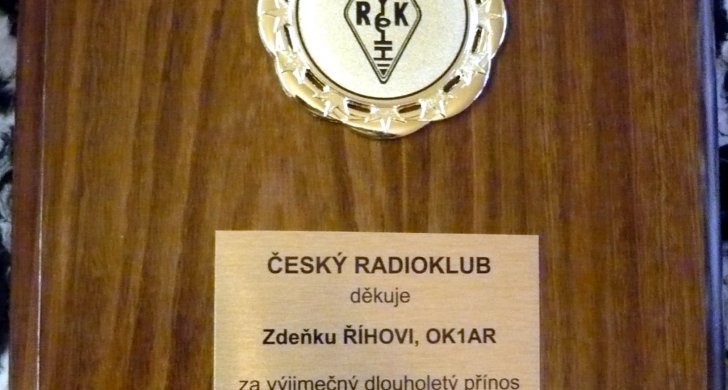 R K
ČESKÝ RADIOKLUB
děkuje
Zdeňku ŘÍHOVI, OK1AR
za výjimečný dlouholetý přínos